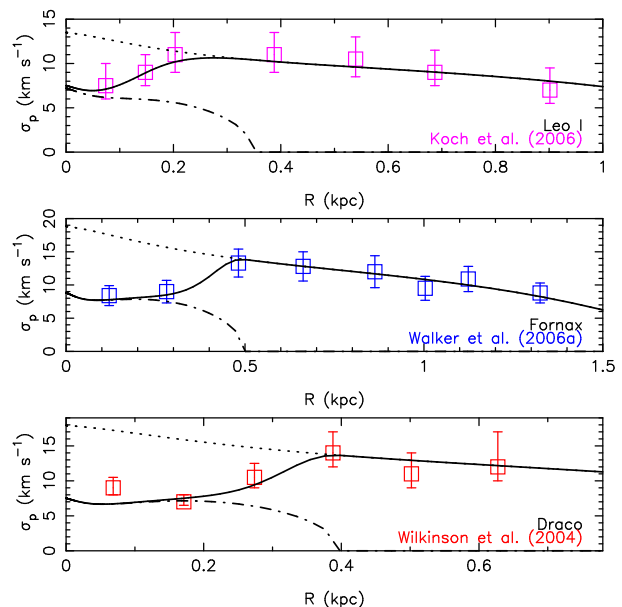 15
10
5
0
σp (km s⁻¹)
Leo I
Koch et al. (2006)
0 0.2 0.4 0.6 0.8 1
R (kpc)
20
15
10
5
0
σp (km s⁻¹)
Fornax
Walker et al. (2006a)
0 0.5 1 1.5
R (kpc)
15
10
5
0
σp (km s⁻¹)
Draco
Wilkinson et al. (2004)
0 0.2 0.4 0.6
R (kpc)